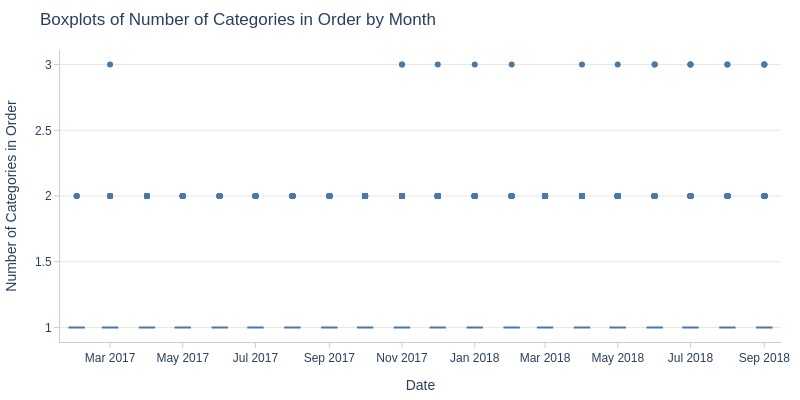 Boxplots of Number of Categories in Order by Month
Number of Categories in Order
3
2.5
2
1.5
1
Mar 2017
May 2017
Jul 2017
Sep 2017
Nov 2017
Jan 2018
Mar 2018
May 2018
Jul 2018
Sep 2018
Date